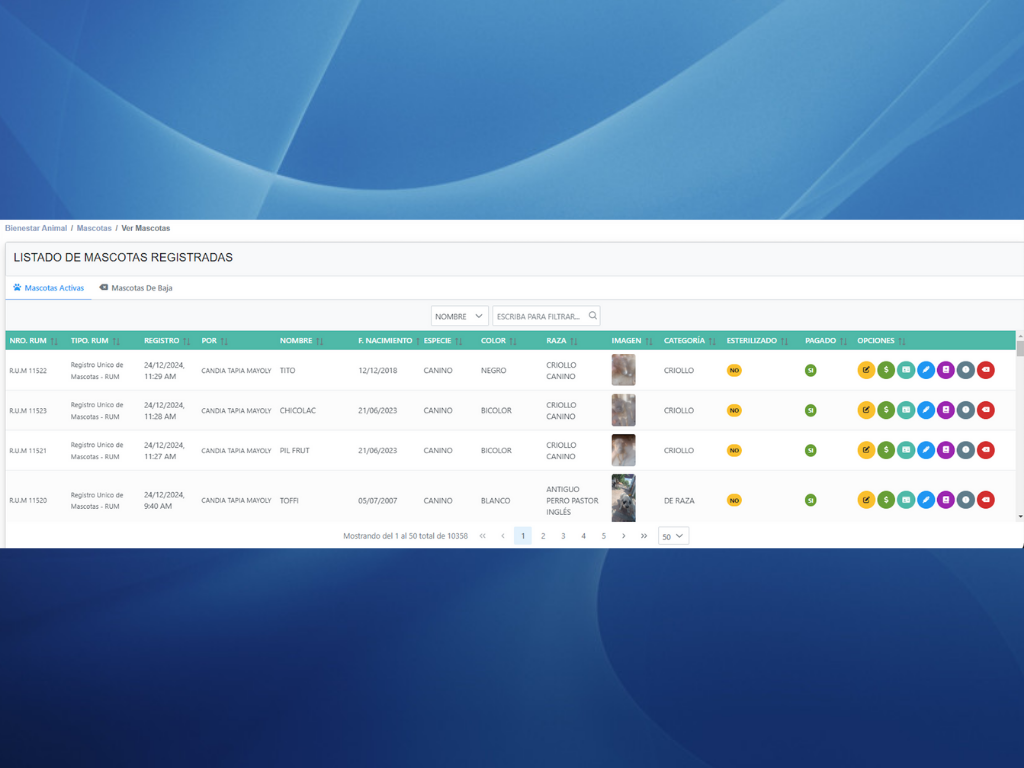 Bienestar Animal / Mascotas / Ver Mascotas
LISTADO DE MASCOTAS REGISTRADAS
Mascotas Activas Mascotas De Baja
NOMBRE ESCRIBA PARA FILTRAR...
NRO. RUM TIPO. RUM REGISTRO POR NOMBRE F. NACIMIENTO ESPECIE COLOR RAZA IMAGEN CATEGORÍA ESTERILIZADO PAGADO OPCIONES
R.U.M 11522 Registro Unico de Mascotas - RUM 24/12/2024, 11:29 AM CANDIA TAPIA MAYOLY TITO 12/12/2018 CANINO NEGRO CRIOLLO CANINO CRIOLLO NO SI
R.U.M 11523 Registro Unico de Mascotas - RUM 24/12/2024, 11:28 AM CANDIA TAPIA MAYOLY CHICOLAC 21/06/2023 CANINO BICOLOR CRIOLLO CANINO CRIOLLO NO SI
R.U.M 11521 Registro Unico de Mascotas - RUM 24/12/2024, 11:27 AM CANDIA TAPIA MAYOLY PIL FRUT 21/06/2023 CANINO BICOLOR CRIOLLO CANINO CRIOLLO NO SI
R.U.M 11520 Registro Unico de Mascotas - RUM 24/12/2024, 9:40 AM CANDIA TAPIA MAYOLY TOFFI 05/07/2007 CANINO BLANCO ANTIGUO PERRO PASTOR INGLÉS DE RAZA NO SI
Mostrando del 1 al 50 total de 10358 « ‹ 1 2 3 4 5 › » 50